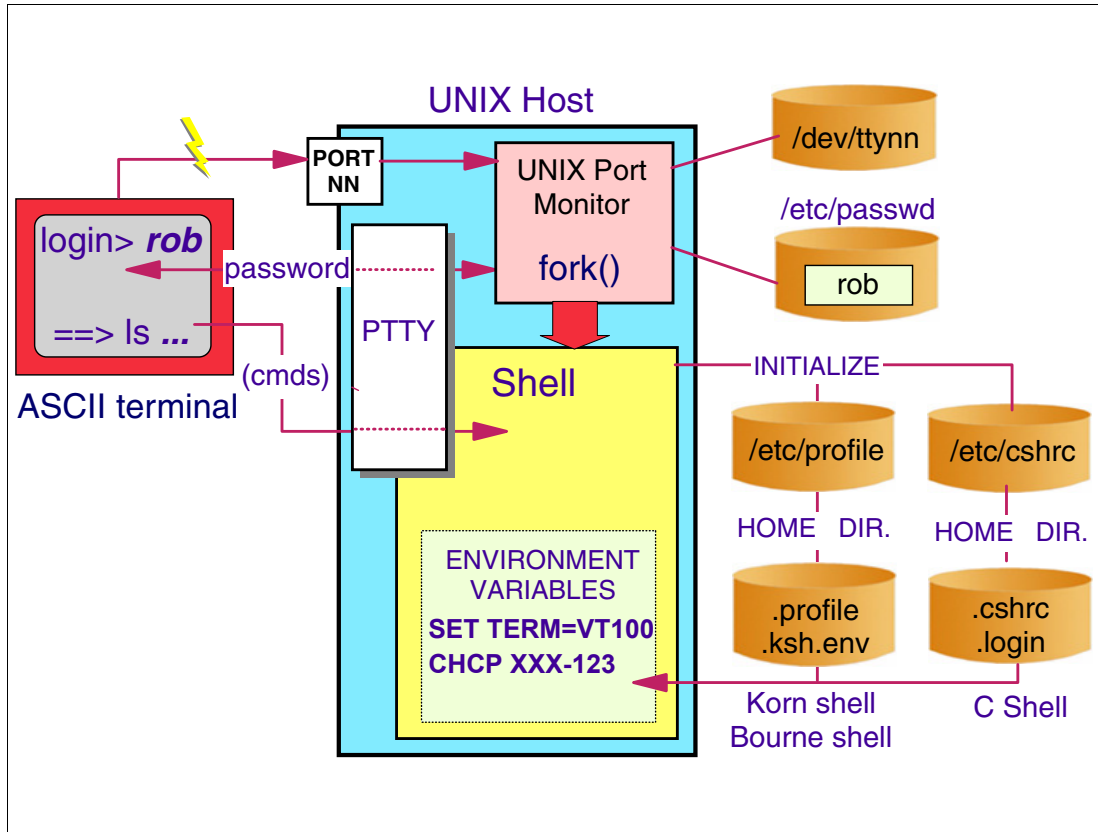 UNIX Host
/dev/ttynn
PORT
NN
UNIX Port
Monitor
fork()
/etc/passwd
rob
login> rob
password
==> ls ...
(cmds)
ASCII terminal
PTTY
Shell
INITIALIZE
/etc/profile
/etc/cshrc
HOME DIR.
HOME DIR.
ENVIRONMENT
VARIABLES
SET TERM=VT100
CHCP XXX-123
.profile
.ksh.env
.cshrc
.login
Korn shell
Bourne shell
C Shell